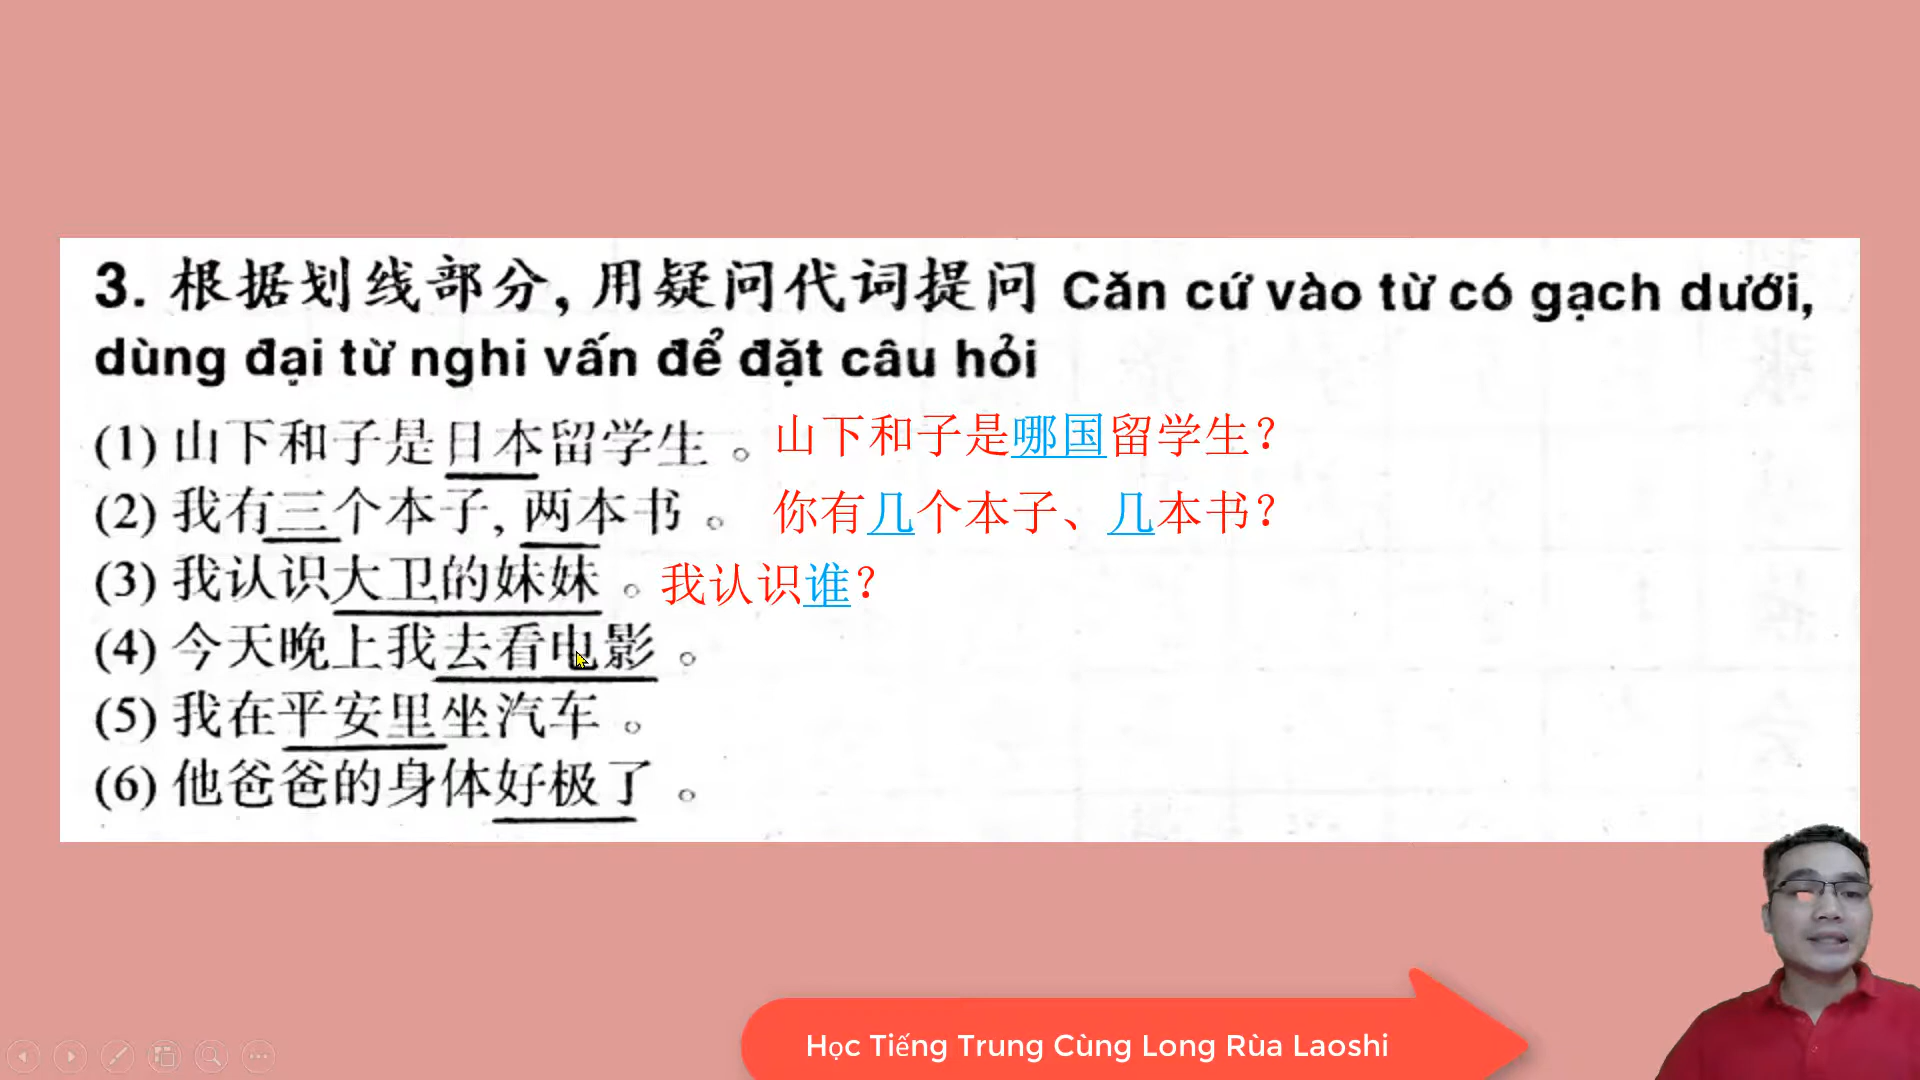 3. 根据划线部分, 用疑问代词提问 Căn cứ vào từ có gạch dưới,
dùng đại từ nghi vấn để đặt câu hỏi
(1) 山下和子是日本留学生。 山下和子是哪国留学生?
(2) 我有三个本子, 两本书。 你有几个本子、几本书?
(3) 我认识大卫的妹妹。 我认识谁?
(4) 今天晚上我去看电影。
(5) 我在平安里坐汽车。
(6) 他爸爸的身体好极了。
Học Tiếng Trung Cùng Long Rùa Laoshi